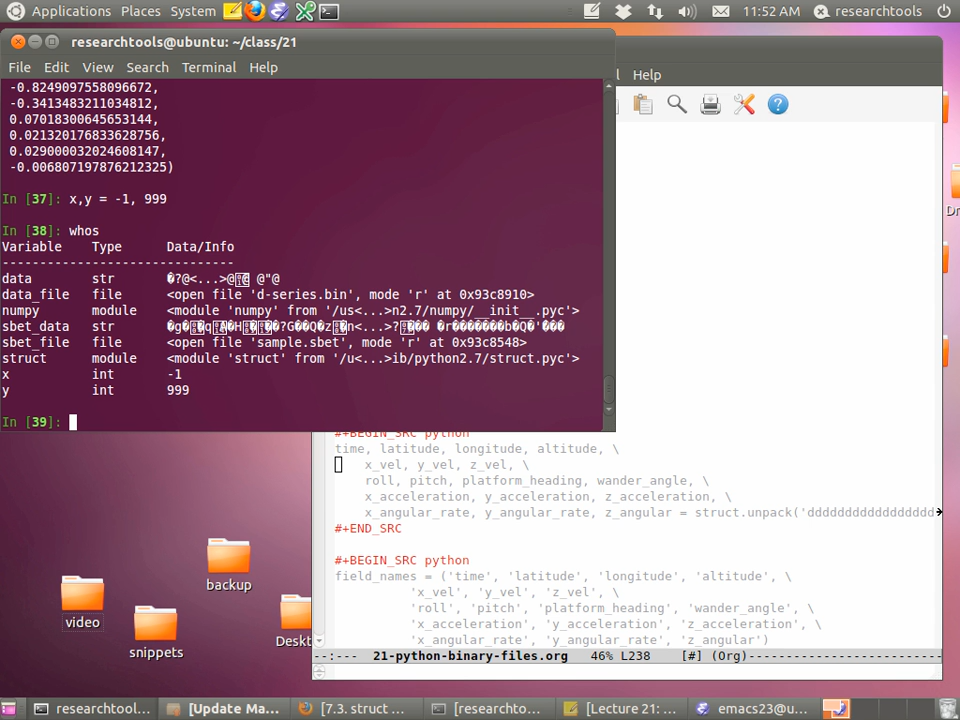 Applications Places System 11:52 AM researchtools
researchtools@ubuntu: ~/class/21
File Edit View Search Terminal Help
Help
-0.8249097558096672,
-0.3413483211034812,
0.07018300645653144,
0.021320176833628756,
0.029000032024608147,
-0.006807197876212325)
In [37]: x,y = -1, 999
In [38]: whos
Variable Type Data/Info
-----------------------------
data str �?@<...>@ @"@
data_file file <open file 'd-series.bin', mode 'r' at 0x93c8910>
numpy module <module 'numpy' from '/us<...>n2.7/numpy/__init__.pyc'>
sbet_data str
sbet_file file <open file 'sample.sbet', mode 'r' at 0x93c8548>
struct module <module 'struct' from '/u<...>ib/python2.7/struct.pyc'>
x int -1
y int 999
In [39]:
#+BEGIN_SRC python
time, latitude, longitude, altitude, \
x_vel, y_vel, z_vel, \
roll, pitch, platform_heading, wander_angle, \
x_acceleration, y_acceleration, z_acceleration, \
x_angular_rate, y_angular_rate, z_angular = struct.unpack('ddddddddddddddddd
#+END_SRC
#+BEGIN_SRC python
field_names = ('time', 'latitude', 'longitude', 'altitude', \
'x_vel', 'y_vel', 'z_vel', \
'roll', 'pitch', 'platform_heading', 'wander_angle', \
'x_acceleration', 'y_acceleration', 'z_acceleration', \
'x_angular_rate', 'y_angular_rate', 'z_angular')
--:--- 21-python-binary-files.org 46% L238 [#] (Org)-------------------------
backup
video
snippets
Deskt
Dr
researchtools... [Update Ma... [7.3. struct ... [researchto... [Lecture 21: ... emacs23@u...